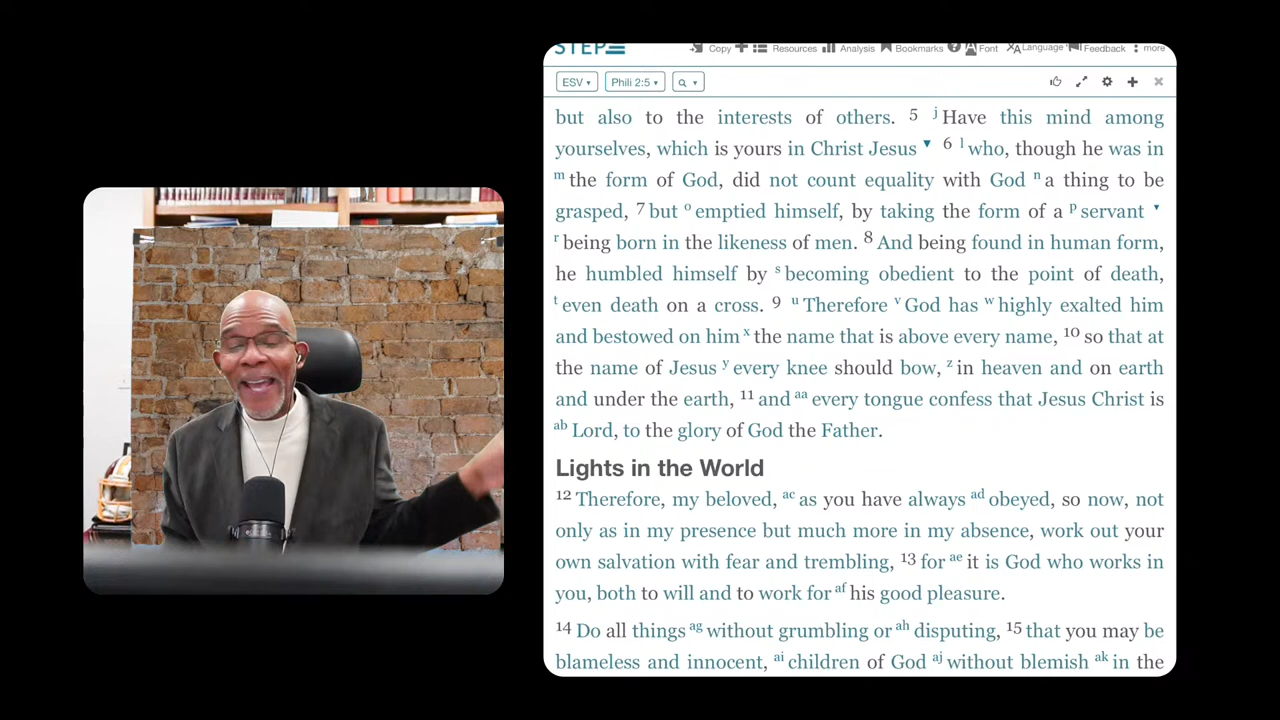 STEP
Copy Resources Analysis Bookmarks Font Language Feedback more
ESV Phili 2:5
but also to the interests of others. 5 j Have this mind among
yourselves, which is yours in Christ Jesus 6 l who, though he was in
m the form of God, did not count equality with God n a thing to be
grasped, 7 but o emptied himself, by taking the form of a p servant
r being born in the likeness of men. 8 And being found in human form,
he humbled himself by s becoming obedient to the point of death,
t even death on a cross. 9 u Therefore v God has w highly exalted him
and bestowed on him x the name that is above every name, 10 so that at
the name of Jesus y every knee should bow, z in heaven and on earth
and under the earth, 11 and aa every tongue confess that Jesus Christ is
ab Lord, to the glory of God the Father.
Lights in the World
12 Therefore, my beloved, ac as you have always ad obeyed, so now, not
only as in my presence but much more in my absence, work out your
own salvation with fear and trembling, 13 for ae it is God who works in
you, both to will and to work for af his good pleasure.
14 Do all things ag without grumbling or ah disputing, 15 that you may be
blameless and innocent, ai children of God aj without blemish ak in the